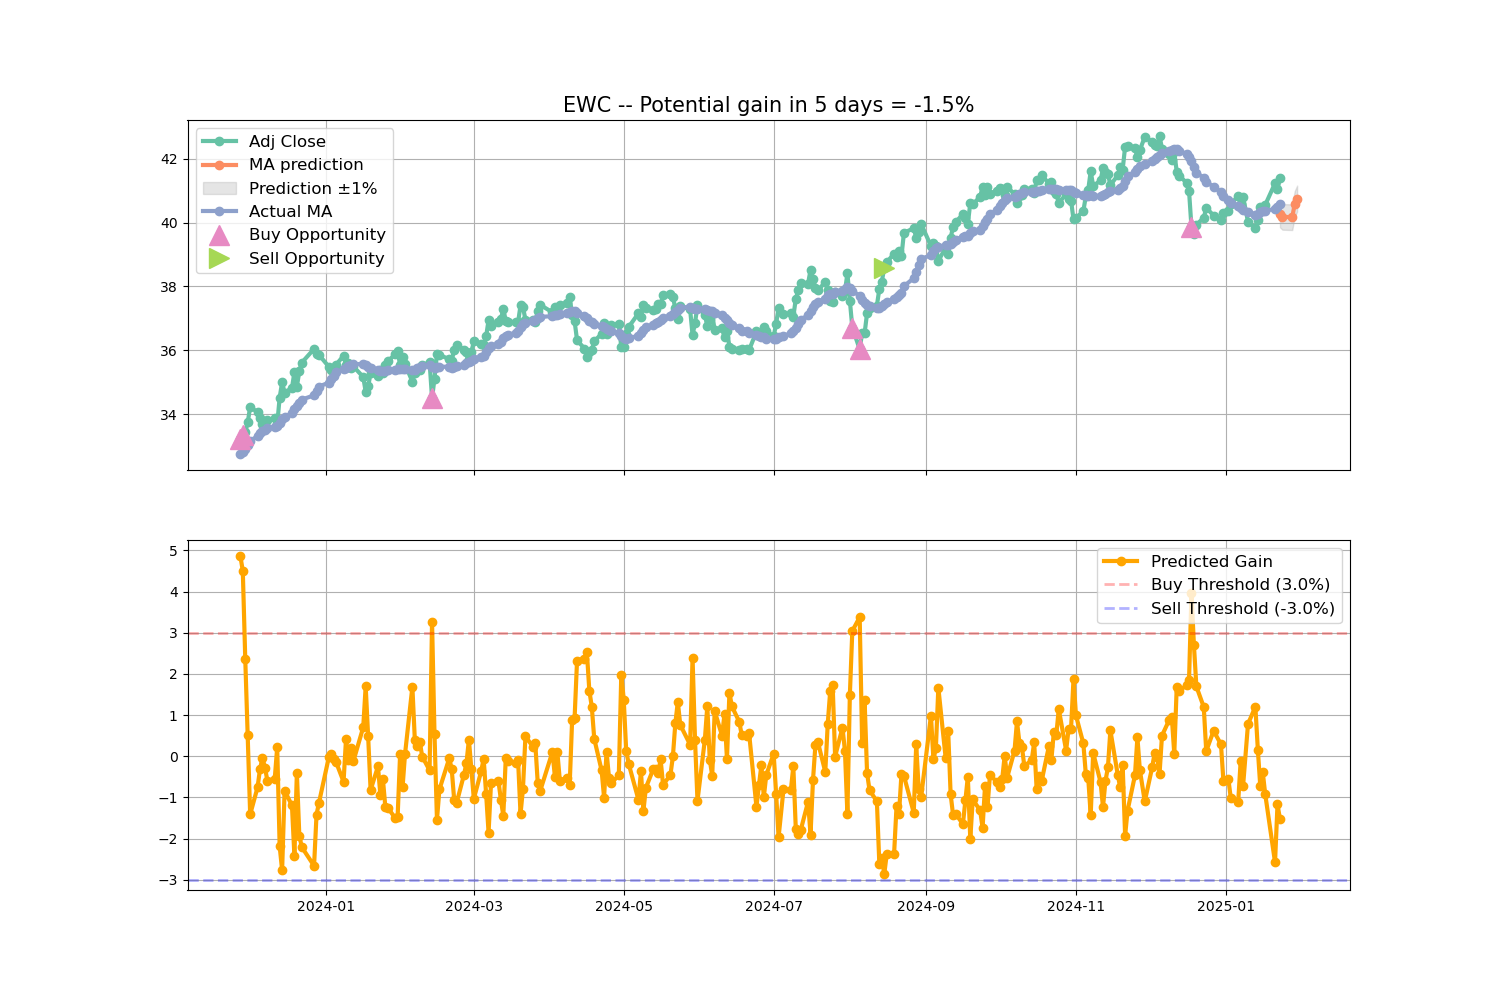 EWC -- Potential gain in 5 days = -1.5%
Adj Close
MA prediction
Prediction ±1%
Actual MA
Buy Opportunity
Sell Opportunity
42
40
38
36
34
Predicted Gain
Buy Threshold (3.0%)
Sell Threshold (-3.0%)
5
4
3
2
1
0
−1
−2
−3
2024-01 2024-03 2024-05 2024-07 2024-09 2024-11 2025-01